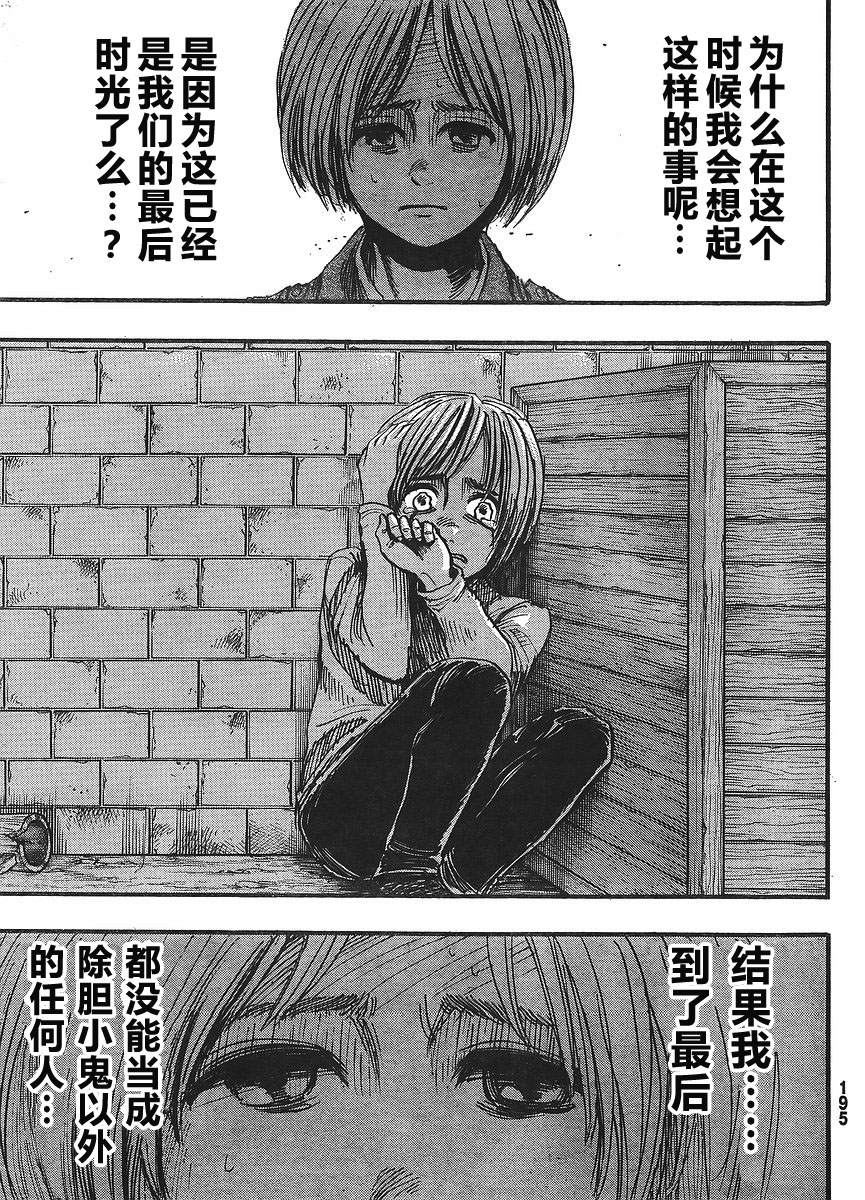 为什么在这个
时候我会想起
这样的事呢…
是因为这已经
是我们的最后
时光了么…？
结果我……
到了最后
都没能当成
除胆小鬼以外
的任何人…
195